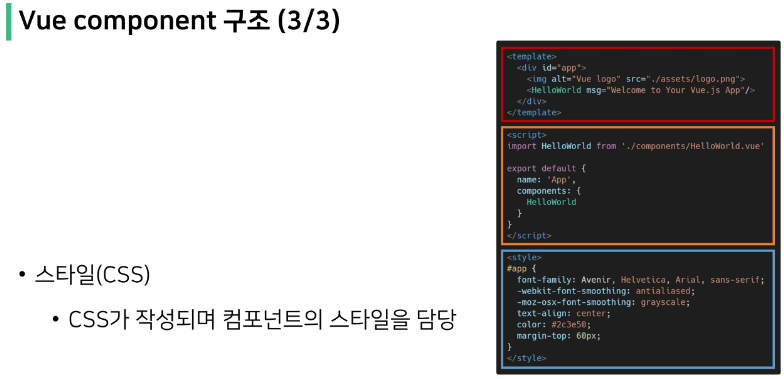 Vue component 구조 (3/3)
• 스타일(CSS)
• CSS가 작성되며 컴포넌트의 스타일을 담당
<template>
  <div id="app">
    <img alt="Vue logo" src="./assets/logo.png">
    <HelloWorld msg="Welcome to Your Vue.js App"/>
  </div>
</template>
<script>
import HelloWorld from './components/HelloWorld.vue'
export default {
  name: 'App',
  components: {
    HelloWorld
  }
}
</script>
<style>
#app {
  font-family: Avenir, Helvetica, Arial, sans-serif;
  -webkit-font-smoothing: antialiased;
  -moz-osx-font-smoothing: grayscale;
  text-align: center;
  color: #2c3e50;
  margin-top: 60px;
}
</style>